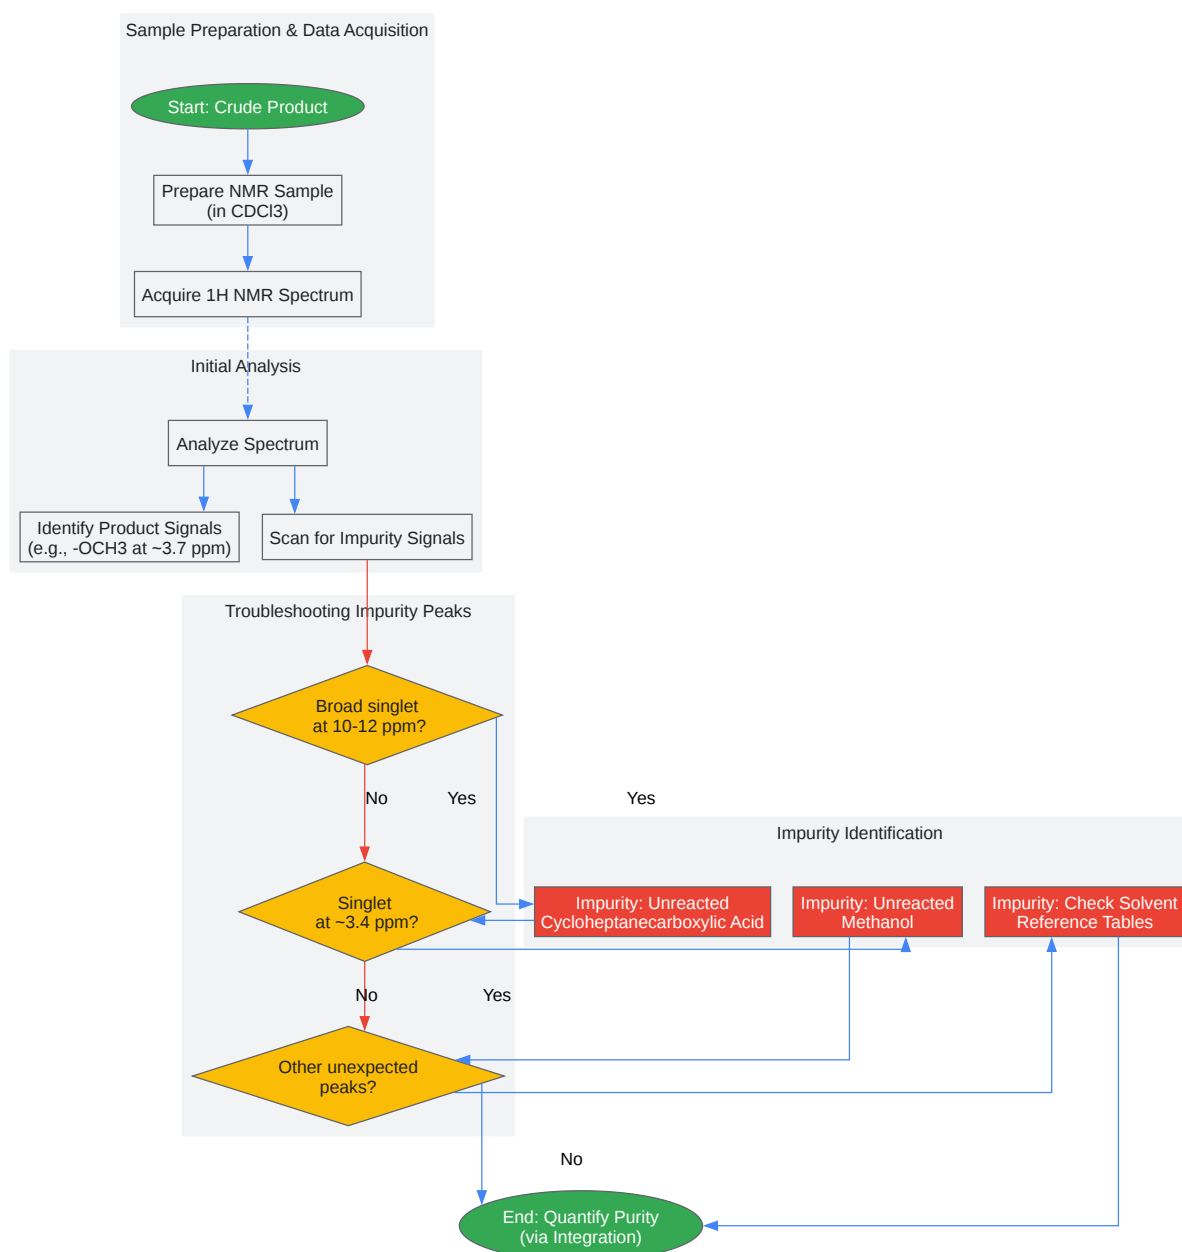 Sample Preparation & Data Acquisition
Start: Crude Product
Prepare NMR Sample
(in CDCl3)
Acquire 1H NMR Spectrum
Initial Analysis
Analyze Spectrum
Identify Product Signals
(e.g., -OCH3 at ~3.7 ppm)
Scan for Impurity Signals
Troubleshooting Impurity Peaks
Broad singlet
at 10-12 ppm?
No
Yes
Yes
Impurity Identification
Singlet
at ~3.4 ppm?
Impurity: Unreacted
Cycloheptanecarboxylic Acid
Impurity: Unreacted
Methanol
Impurity: Check Solvent
Reference Tables
No
Yes
Other unexpected
peaks?
No
End: Quantify Purity
(via Integration)